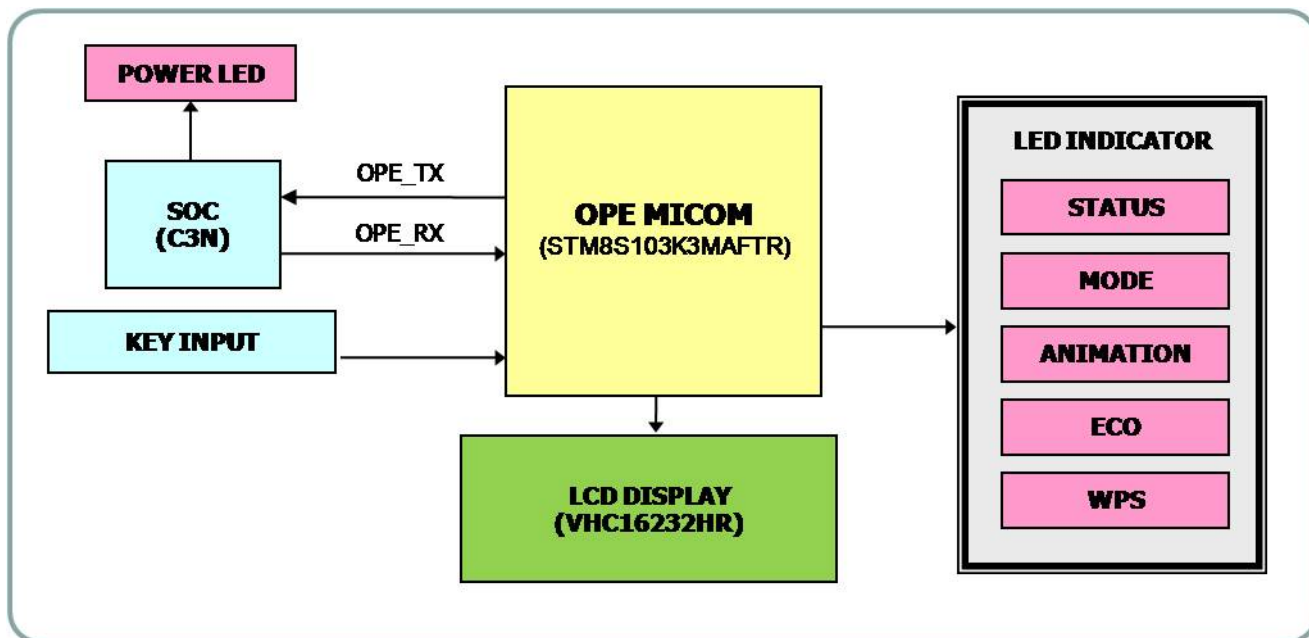 POWER LED
SOC
(C3N)
OPE_TX
OPE_RX
KEY INPUT
OPE MICOM
(STM8S103K3MAFTR)
LCD DISPLAY
(VHC16232HR)
LED INDICATOR
STATUS
MODE
ANIMATION
ECO
WPS